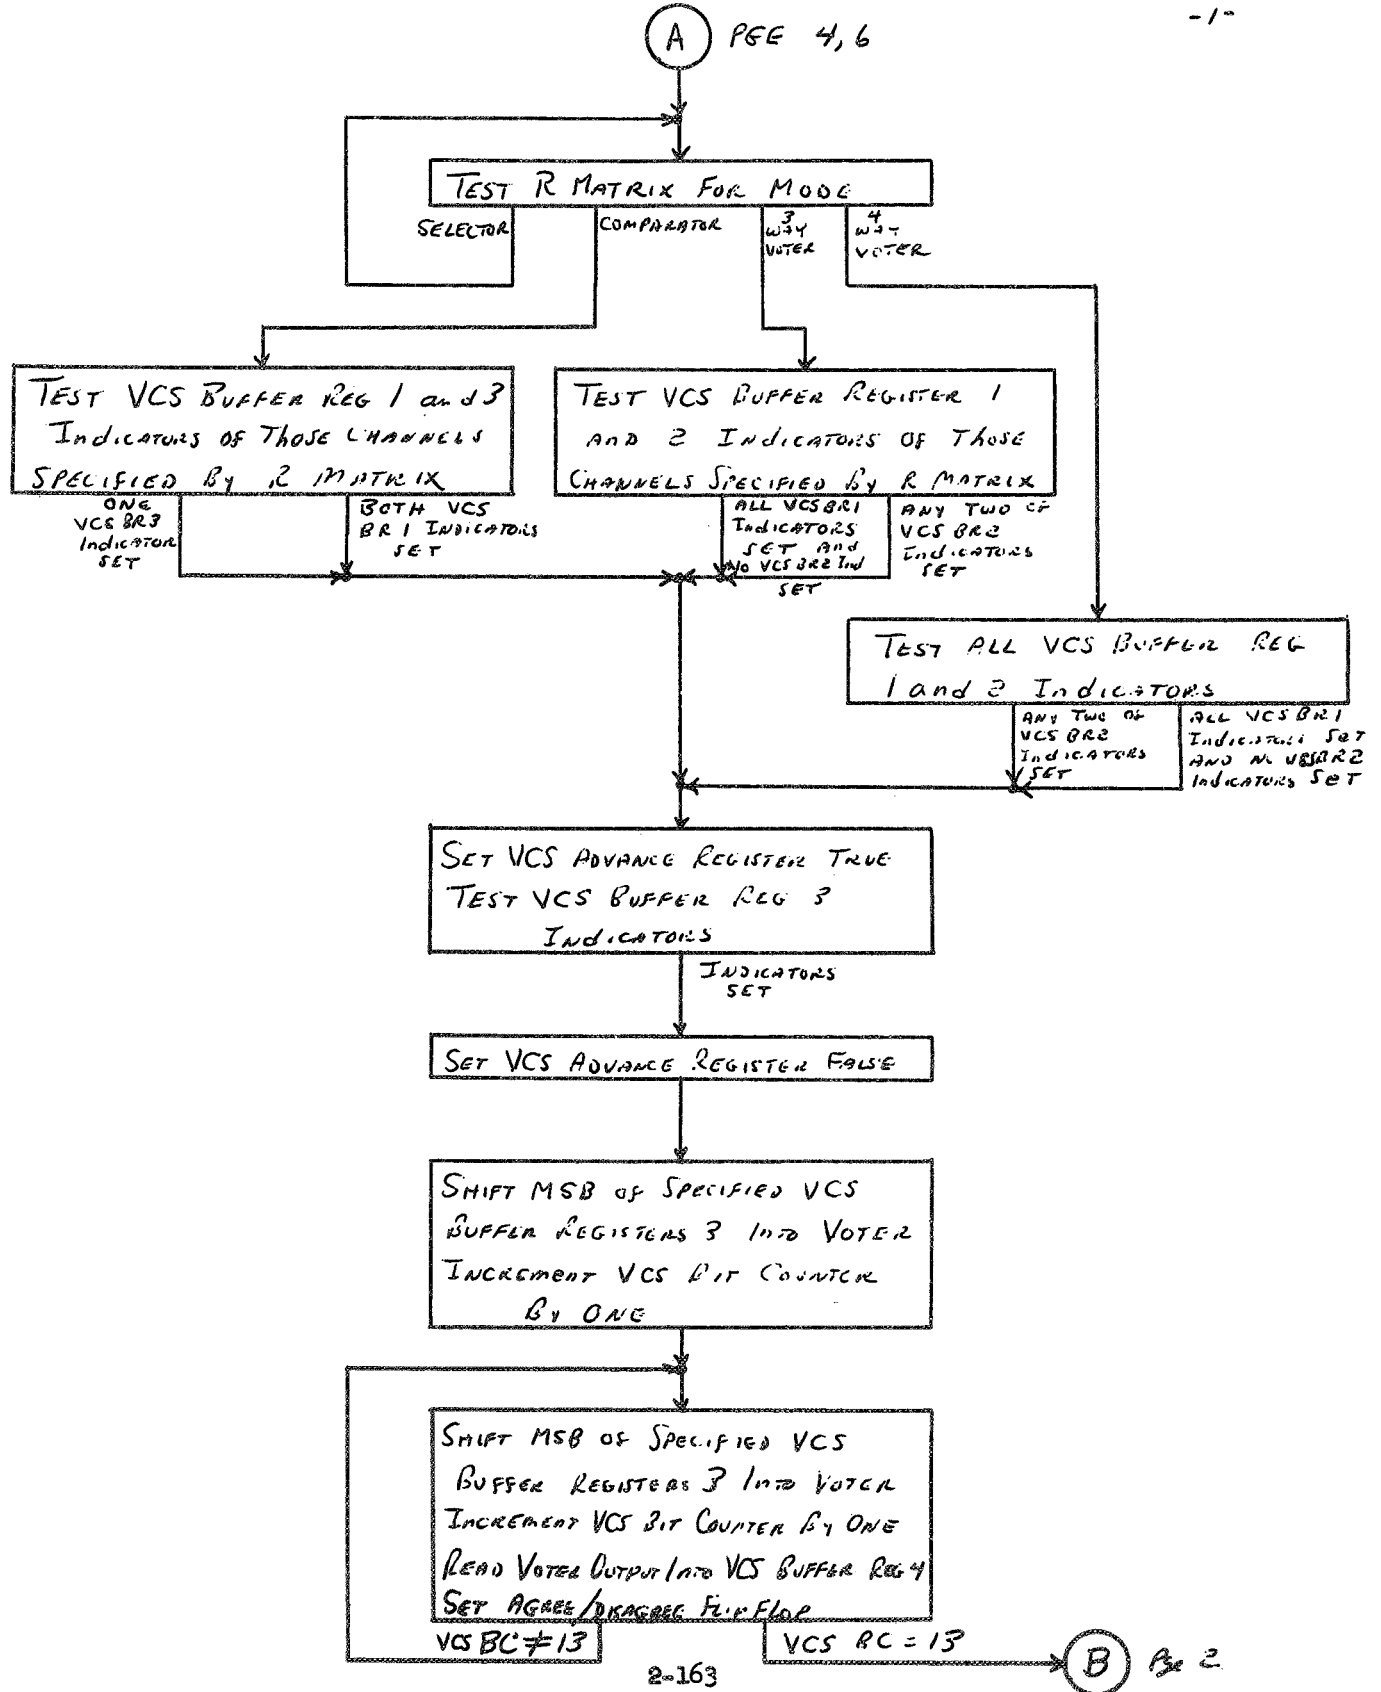 -1-
A PGE 4, 6
TEST R MATRIX FOR MODE
SELECTOR
COMPARATOR
3
WAY
VOTER
4
WAY
VOTER
TEST VCS BUFFER REG 1 and 3
Indicators of Those CHANNELS
SPECIFIED By R MATRIX
ONE
VCS BR3
Indicator
SET
BOTH VCS
BR 1 INDICATORS
SET
TEST VCS BUFFER REGISTER 1
AND 2 INDICATORS OF THOSE
CHANNELS SPECIFIED By R MATRIX
ALL VCSBR1
INDICATORS
SET And
No VCS BR2 Ind
SET
ANY TWO OF
VCS BR2
Indicators
SET
TEST ALL VCS BUFFER REG
1 and 2 INDICATORS
ANY TWO OF
VCS BR2
INDICATORS
SET
ALL VCS BR1
Indicators SET
AND NO VCSBR2
INDICATORS SET
SET VCS ADVANCE REGISTER TRUE
TEST VCS BUFFER REG 3
INdICATORS
INDICATORS
SET
SET VCS ADVANCE REGISTER FALSE
SHIFT MSB of SPECIFIED VCS
BUFFER REGISTERS 3 INTO VOTER
INCREMENT VCS BIT COUNTER
By ONE
SHIFT MSB OF SPECIFIED VCS
BUFFER REGISTERS 3 INTO VOTER
INCREMENT VCS BIT COUNTER By ONE
READ VOTER OUTPUT INTO VCS BUFFER REG 4
SET AGREE/DISAGREE FLIP FLOP
VCS BC ≠ 13
VCS BC = 13
B Pge 2
2-163